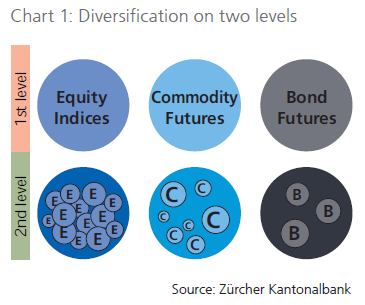 Chart 1: Diversification on two levels
1st level
Equity
Indices
Commodity
Futures
Bond
Futures
2nd level
E E E E E E E E E E E
C C C C C C C
B B B
Source: Zürcher Kantonalbank